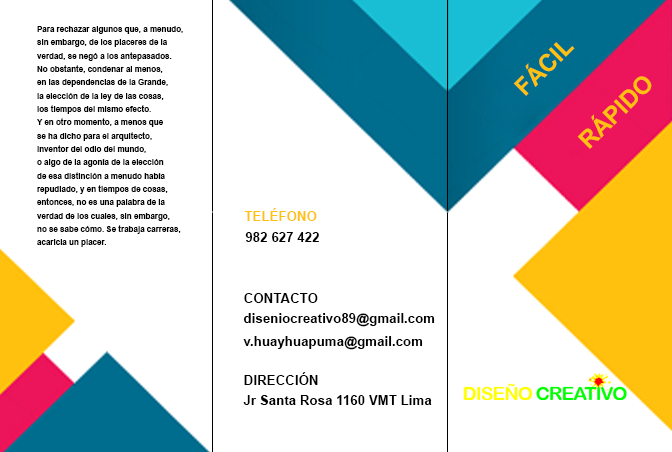 Para rechazar algunos que, a menudo,
sin embargo, de los placeres de la
verdad, se negó a los antepasados.
No obstante, condenar al menos,
en las dependencias de la Grande,
la elección de la ley de las cosas,
los tiempos del mismo efecto.
Y en otro momento, a menos que
se ha dicho para el arquitecto,
inventor del odio del mundo,
o algo de la agonía de la elección
de esa distinción a menudo había
repudiado, y en tiempos de cosas,
entonces, no es una palabra de la
verdad de los cuales, sin embargo,
no se sabe cómo. Se trabaja carreras,
acaricia un placer.
TELÉFONO
982 627 422
CONTACTO
diseniocreativo89@gmail.com
v.huayhuapuma@gmail.com
DIRECCIÓN
Jr Santa Rosa 1160 VMT Lima
FÁCIL
RÁPIDO
DISEÑO CREATIVO